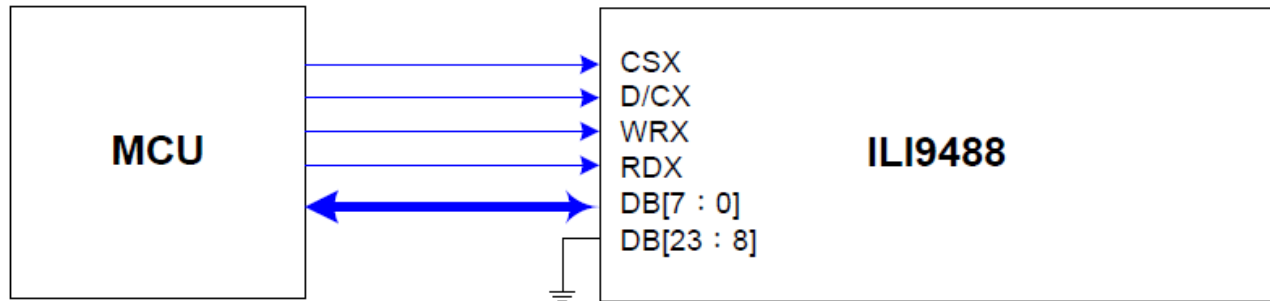 MCU
CSX
D/CX
WRX
RDX
DB[7：0]
DB[23：8]
ILI9488